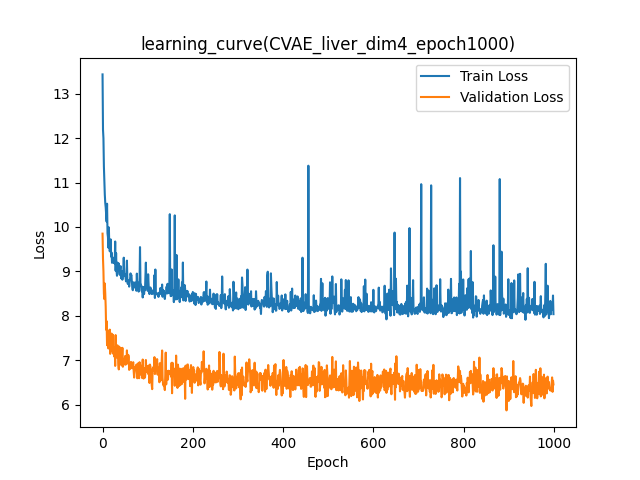 learning_curve(CVAE_liver_dim4_epoch1000)
Train Loss
Validation Loss
Loss
13
12
11
10
9
8
7
6
0
200
400
600
800
1000
Epoch